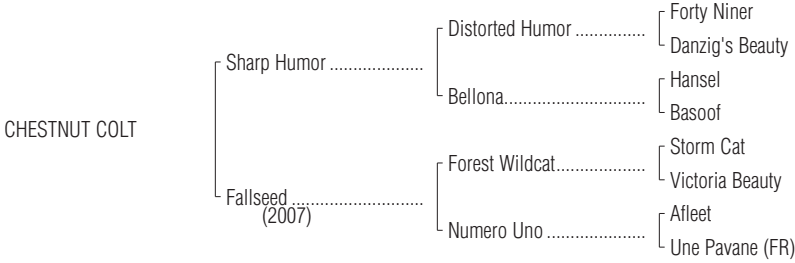 Forty Niner
Distorted Humor ...............
Danzig's Beauty
Sharp Humor ....................
Hansel
Bellona..............................
Basoof
CHESTNUT COLT
Storm Cat
Forest Wildcat...................
Victoria Beauty
Fallseed ............................
(2007)
Afleet
Numero Uno .....................
Une Pavane (FR)